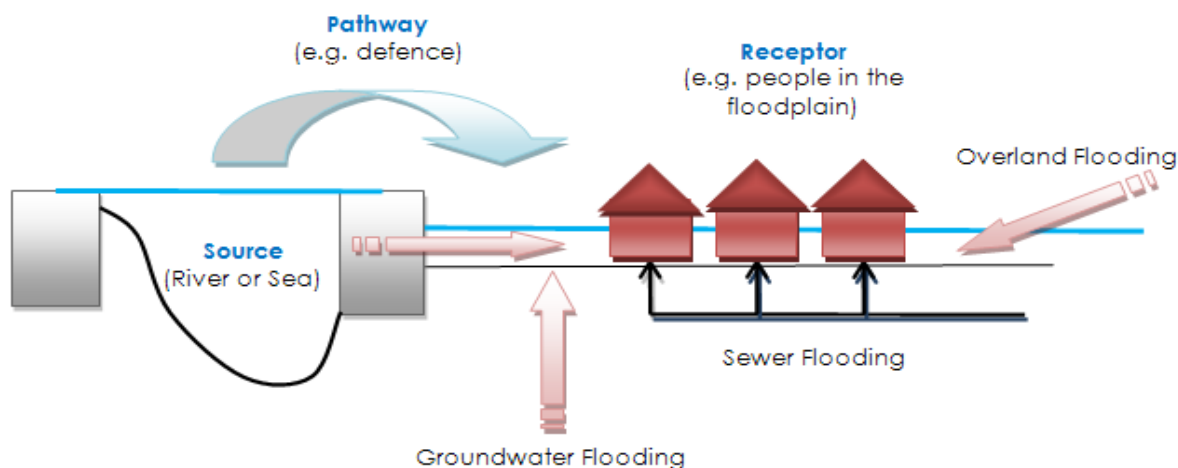 Pathway
(e.g. defence)
Receptor
(e.g. people in the
floodplain)
Overland Flooding
Source
(River or Sea)
Sewer Flooding
Groundwater Flooding